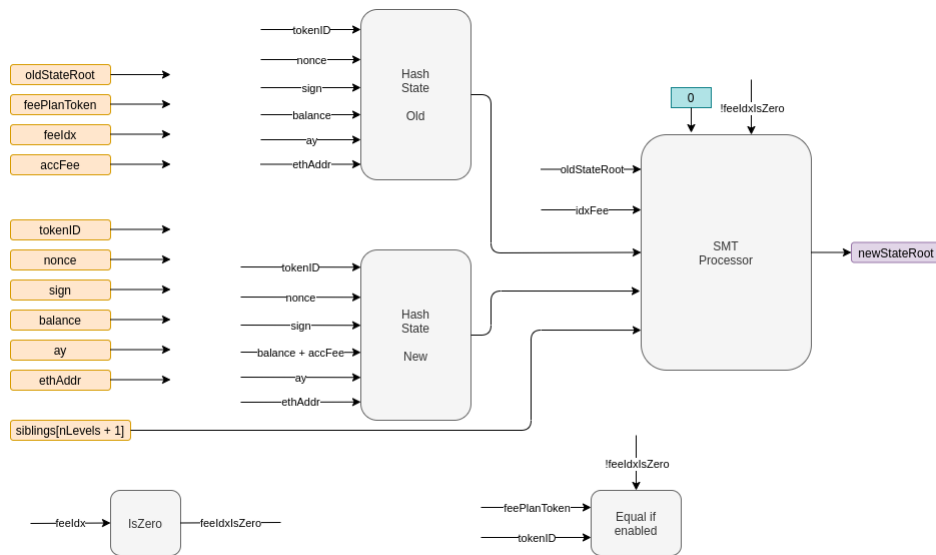 oldStateRoot
feePlanToken
feeIdx
accFee
tokenID
nonce
sign
balance
ay
ethAddr
siblings[nLevels + 1]
tokenID
nonce
sign
balance
ay
ethAddr
Hash
State
Old
tokenID
nonce
sign
balance + accFee
ay
ethAddr
Hash
State
New
0
!feeIdxIsZero
oldStateRoot
idxFee
SMT
Processor
newStateRoot
feeIdx
IsZero
feeIdxIsZero
!feeIdxIsZero
feePlanToken
tokenID
Equal if
enabled